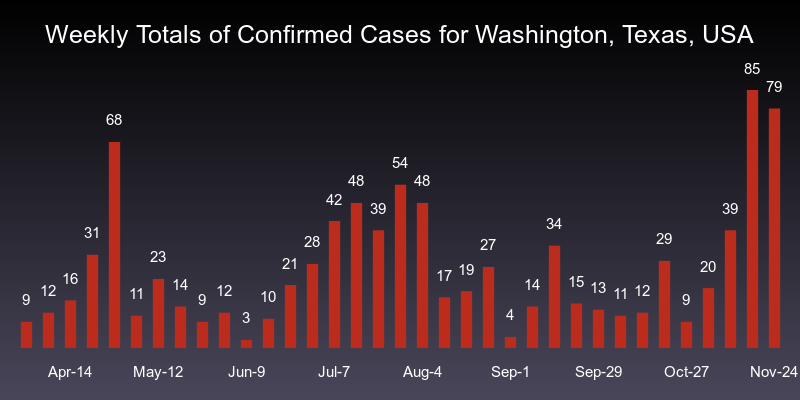 Weekly Totals of Confirmed Cases for Washington, Texas, USA
9 12 16 31 68 11 23 14 9 12 3 10 21 28 42 48 39 54 48 17 19 27 4 14 34 15 13 11 12 29 9 20 39 85 79
Apr-14 May-12 Jun-9 Jul-7 Aug-4 Sep-1 Sep-29 Oct-27 Nov-24